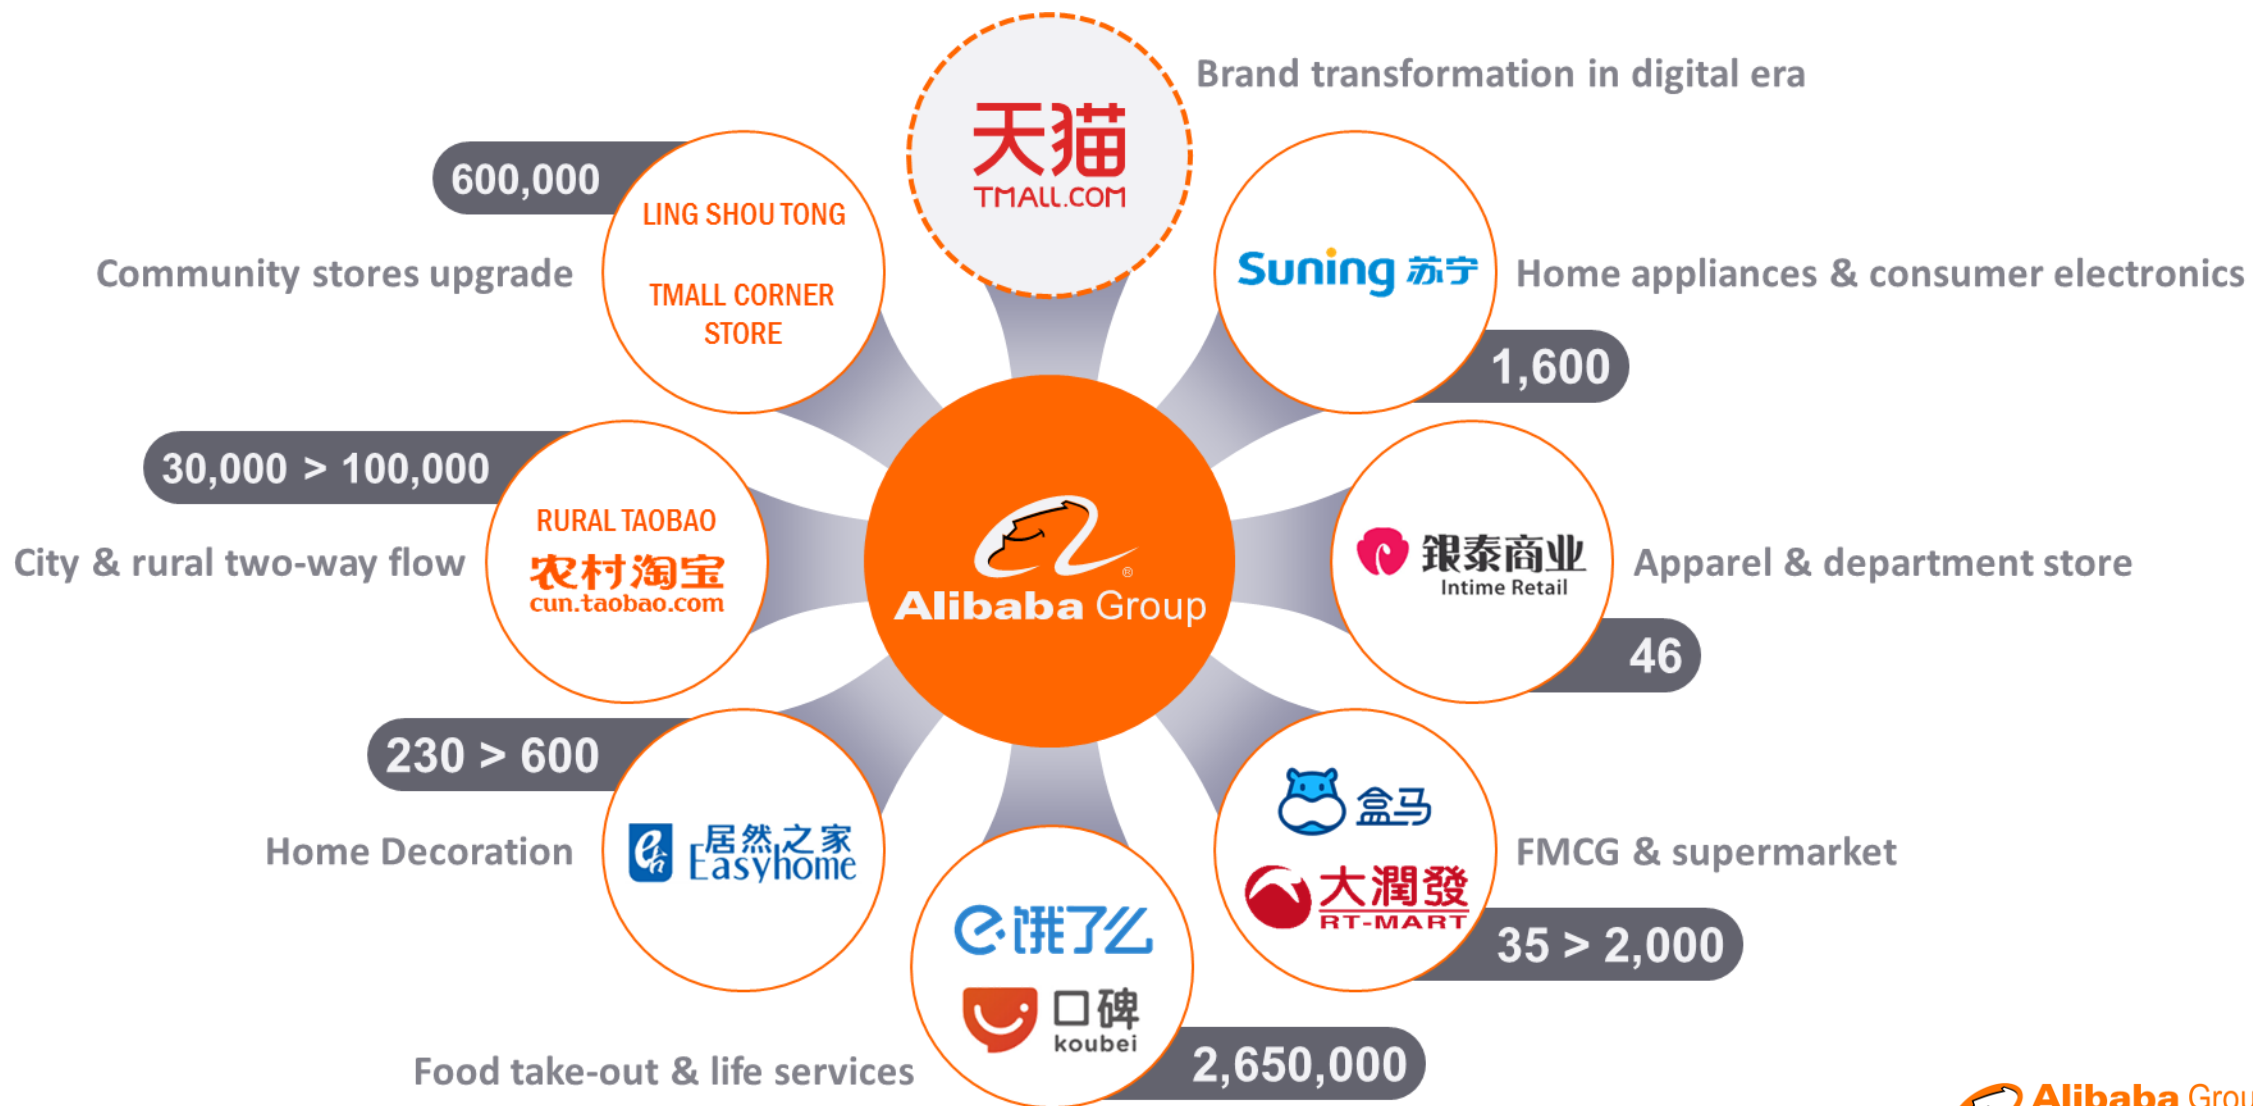 天猫
TMALL.COM
Brand transformation in digital era
600,000
LING SHOU TONG
TMALL CORNER
STORE
Community stores upgrade
Suning 苏宁
Home appliances & consumer electronics
1,600
30,000 > 100,000
RURAL TAOBAO
农村淘宝
cun.taobao.com
City & rural two-way flow
Alibaba Group
®
銀泰商业
Intime Retail
Apparel & department store
46
230 > 600
居然之家
Easyhome
Home Decoration
盒马
大潤發
RT-MART
FMCG & supermarket
35 > 2,000
饿了么
口碑
koubei
Food take-out & life services
2,650,000
Alibaba Grou